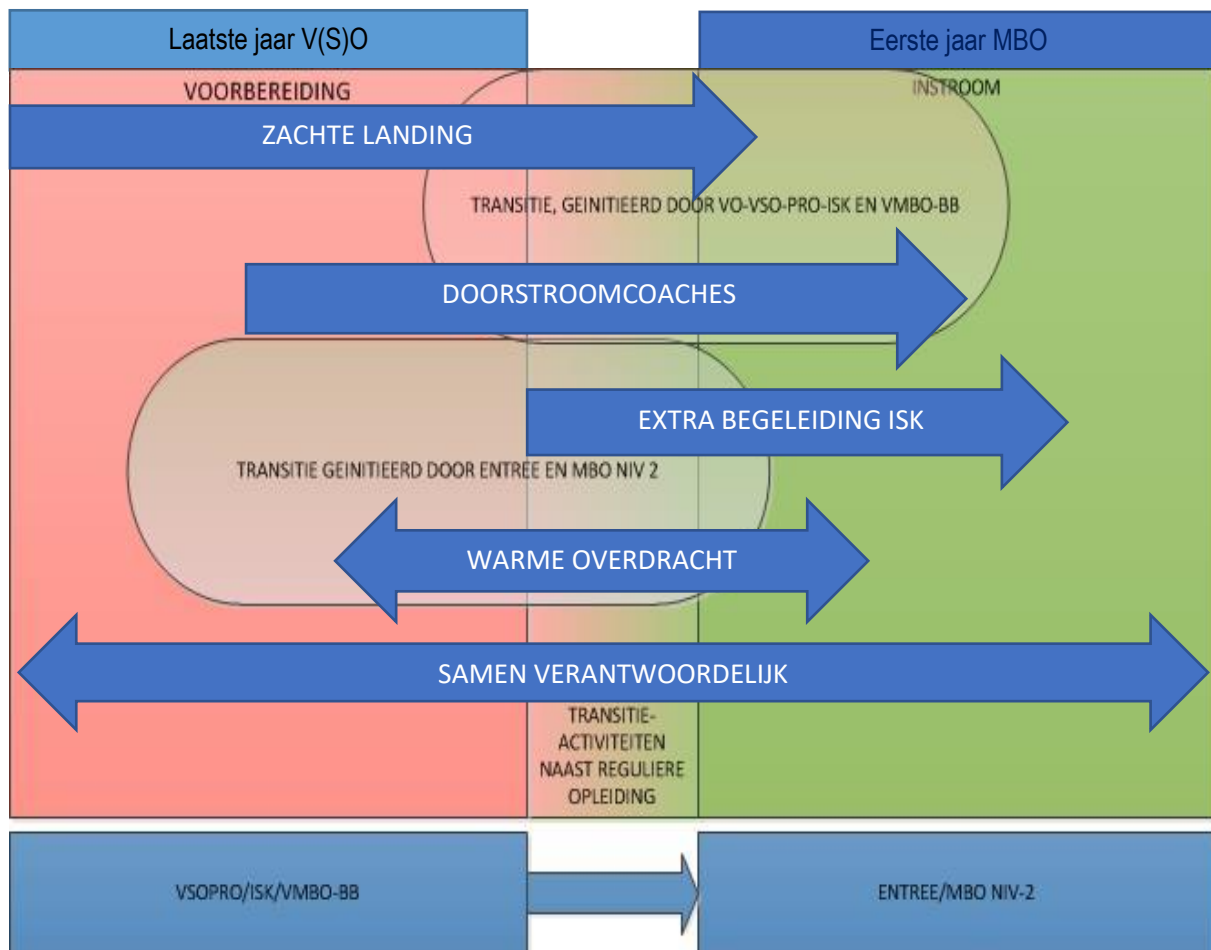 Laatste jaar V(S)O
Eerste jaar MBO
VOORBEREIDING
INSTROOM
ZACHTE LANDING
TRANSITIE, GEINITIEERD DOOR VO-VSO-PRO-ISK EN VMBO-BB
DOORSTROOMCOACHES
EXTRA BEGELEIDING ISK
TRANSITIE GEINITIEERD DOOR ENTREE EN MBO NIV 2
WARME OVERDRACHT
SAMEN VERANTWOORDELIJK
TRANSITIE-
ACTIVITEITEN
NAAST REGULIERE
OPLEIDING
VSOPRO/ISK/VMBO-BB
ENTREE/MBO NIV-2